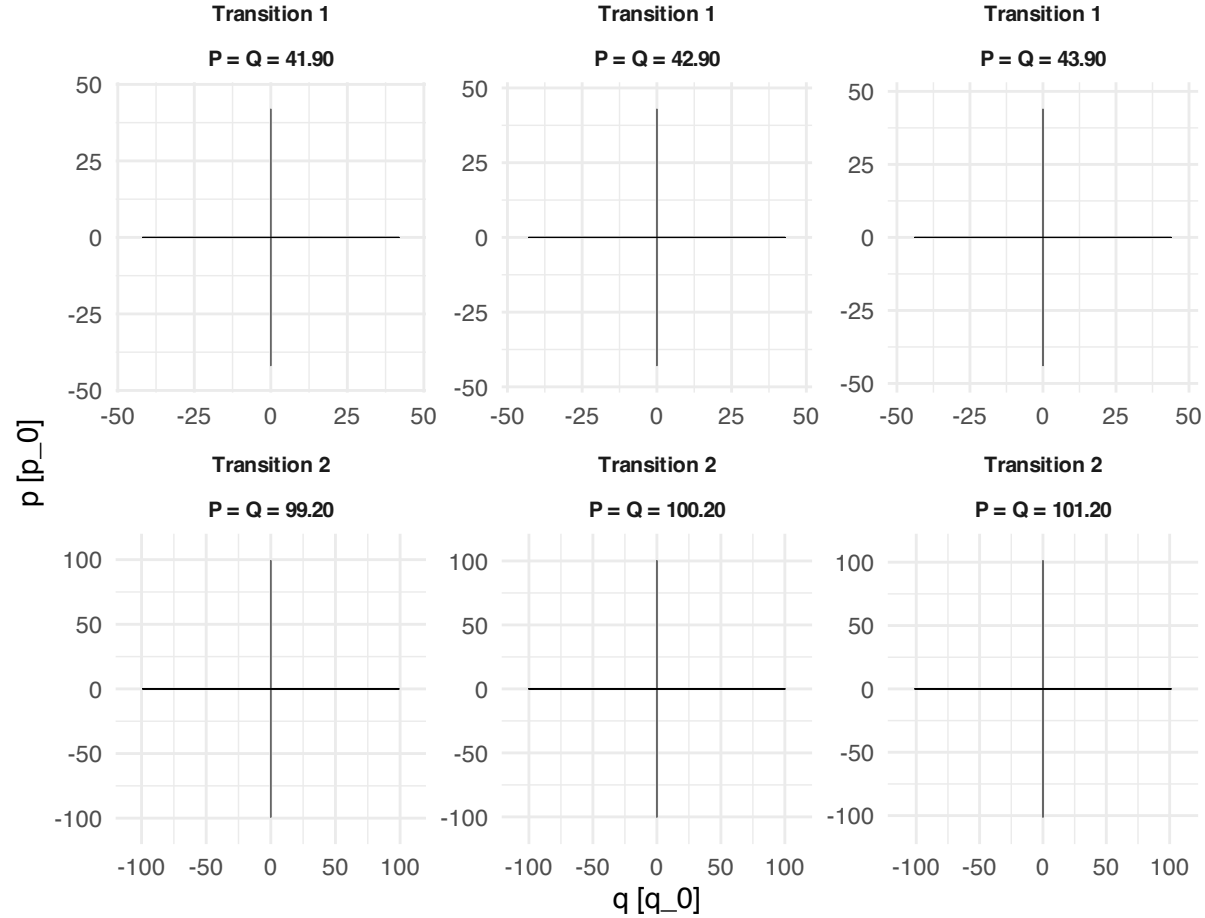 Transition 1 Transition 1 Transition 1
P = Q = 41.90 P = Q = 42.90 P = Q = 43.90
50 50 50
25 25 25
0 0 0
-25 -25 -25
-50 -50 -50
-50 -25 0 25 50 -50 -25 0 25 50 -50 -25 0 25 50
p [p_0]
Transition 2 Transition 2 Transition 2
P = Q = 99.20 P = Q = 100.20 P = Q = 101.20
100 100 100
50 50 50
0 0 0
-50 -50 -50
-100 -100 -100
-100 -50 0 50 100 -100 -50 0 50 100 -100 -50 0 50 100
q [q_0]